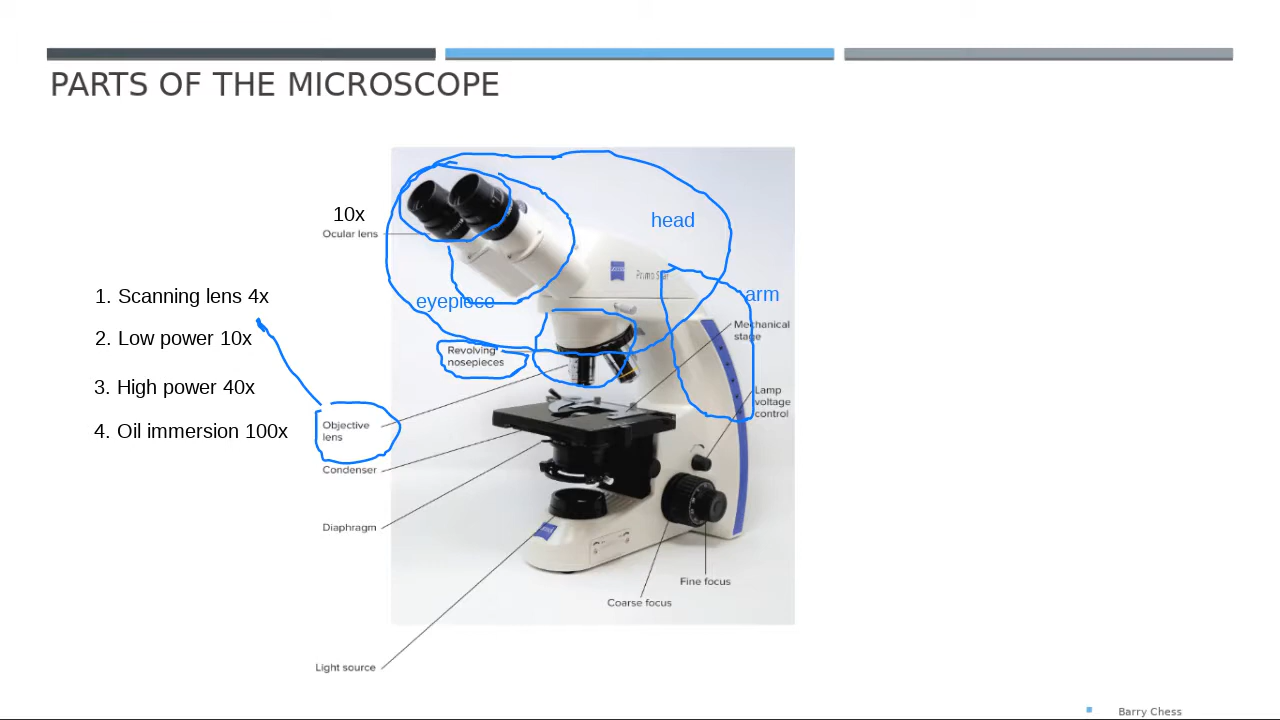 PARTS OF THE MICROSCOPE
10x
Ocular lens
head
eyepiece
arm
1. Scanning lens 4x
2. Low power 10x
3. High power 40x
4. Oil immersion 100x
Mechanical
stage
Revolving
nosepieces
Lamp
voltage
control
Objective
lens
Condenser
Diaphragm
Fine focus
Coarse focus
Light source
Barry Chess